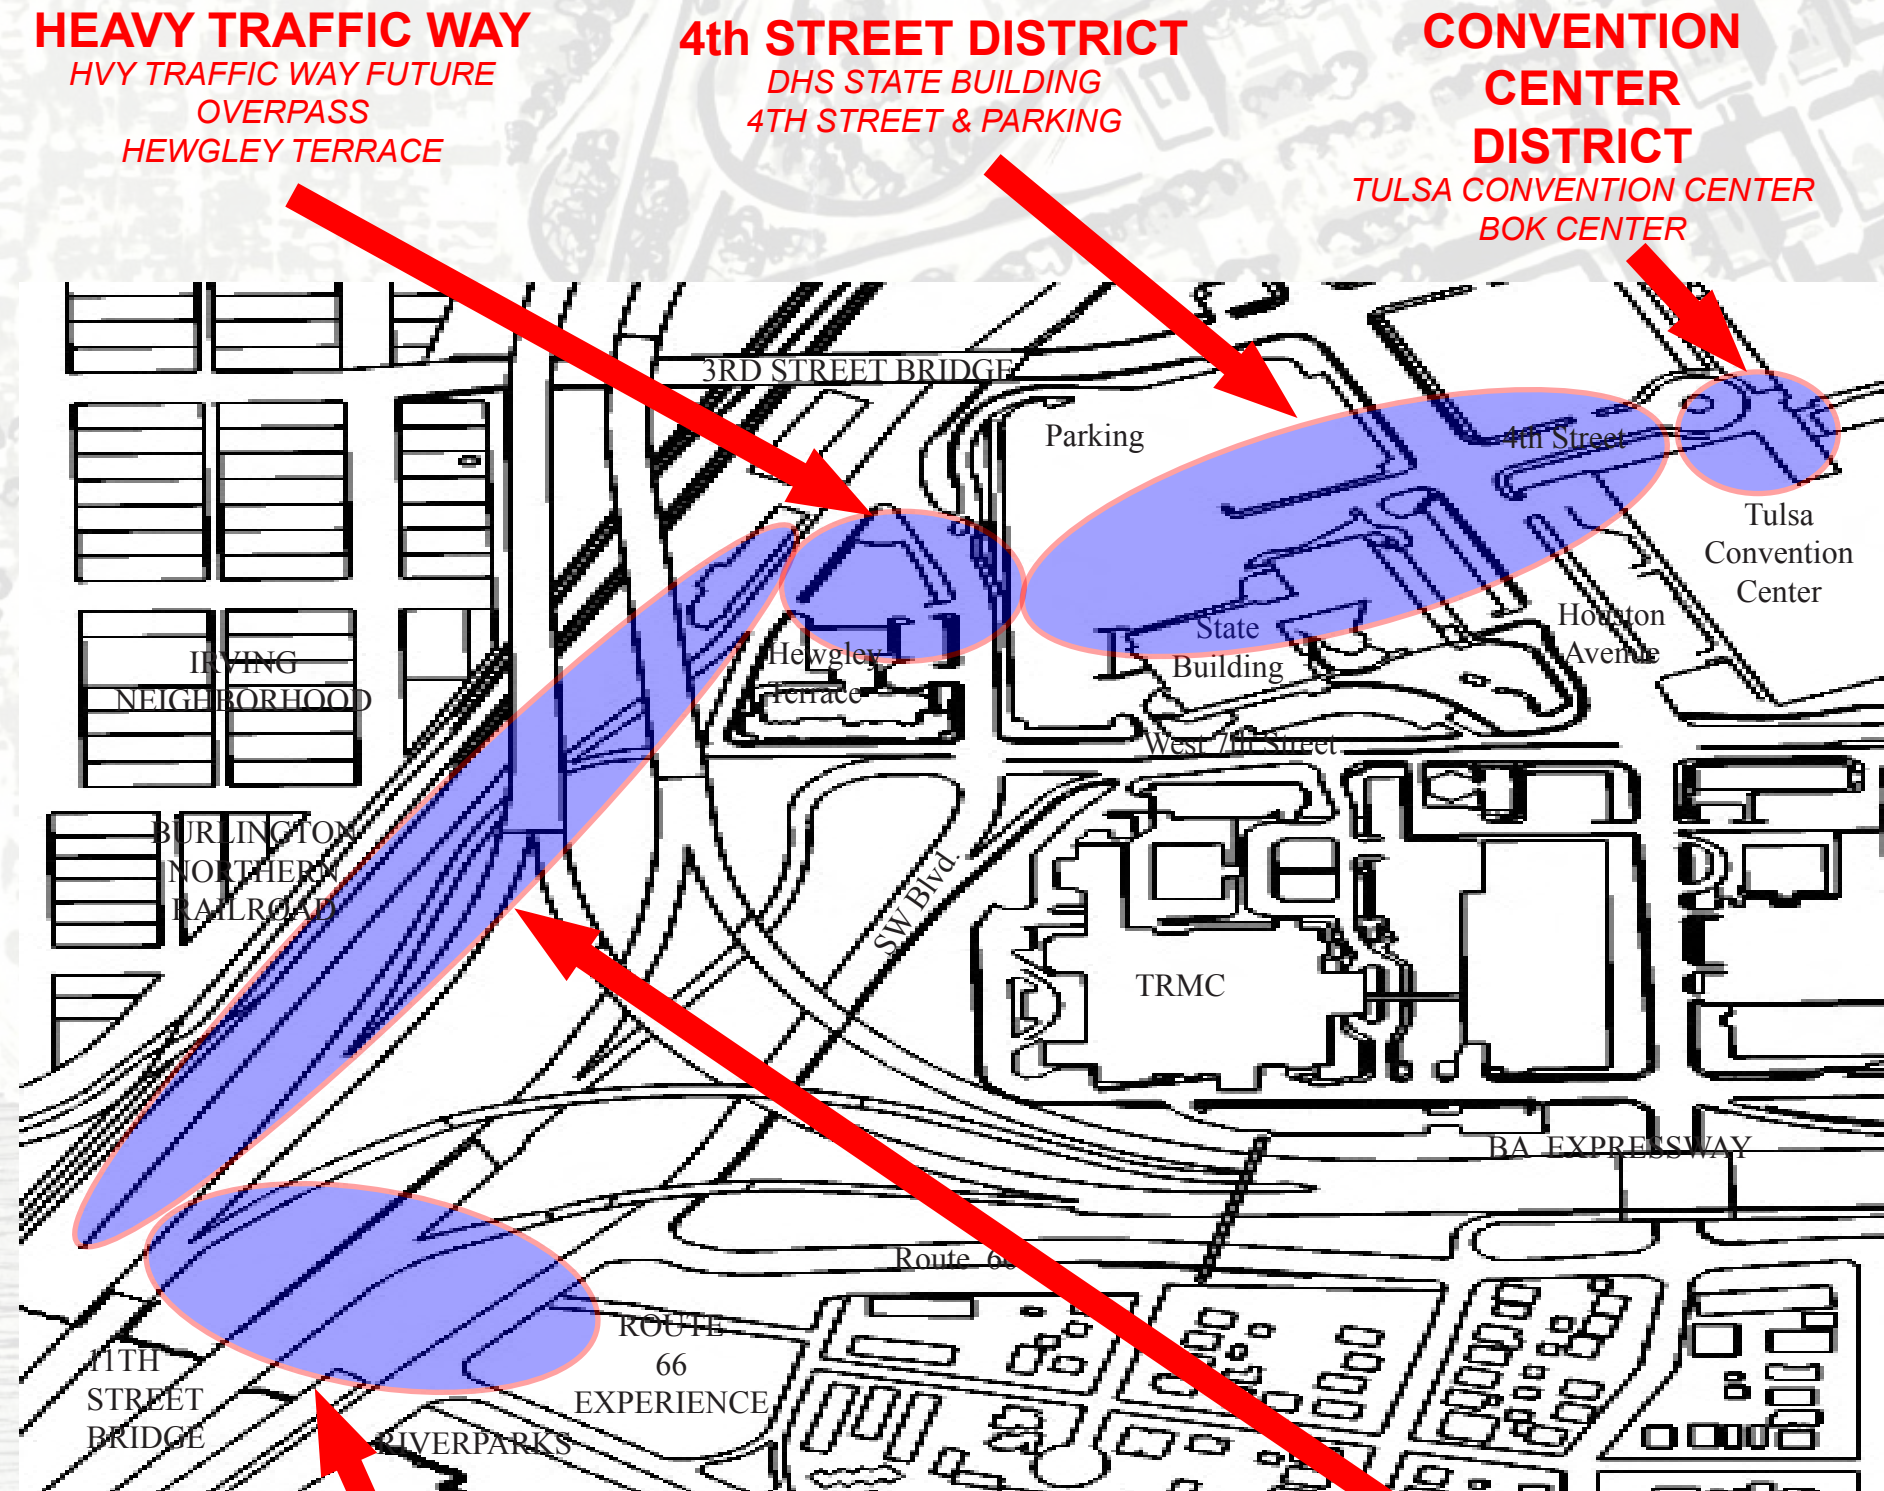 HEAVY TRAFFIC WAY
HVY TRAFFIC WAY FUTURE
OVERPASS
HEWGLEY TERRACE
4th STREET DISTRICT
DHS STATE BUILDING
4TH STREET & PARKING
CONVENTION
CENTER
DISTRICT
TULSA CONVENTION CENTER
BOK CENTER
3RD STREET BRIDGE
Parking
4th Street
Tulsa
Convention
Center
Houston
Avenue
State
Building
Hewgley
Terrace
IRVING
NEIGHBORHOOD
West 7th Street
BURLINGTON
NORTHERN
RAILROAD
SW Blvd.
TRMC
BA EXPRESSWAY
Route 66
ROUTE
66
EXPERIENCE
11TH
STREET
BRIDGE
RIVERPARKS